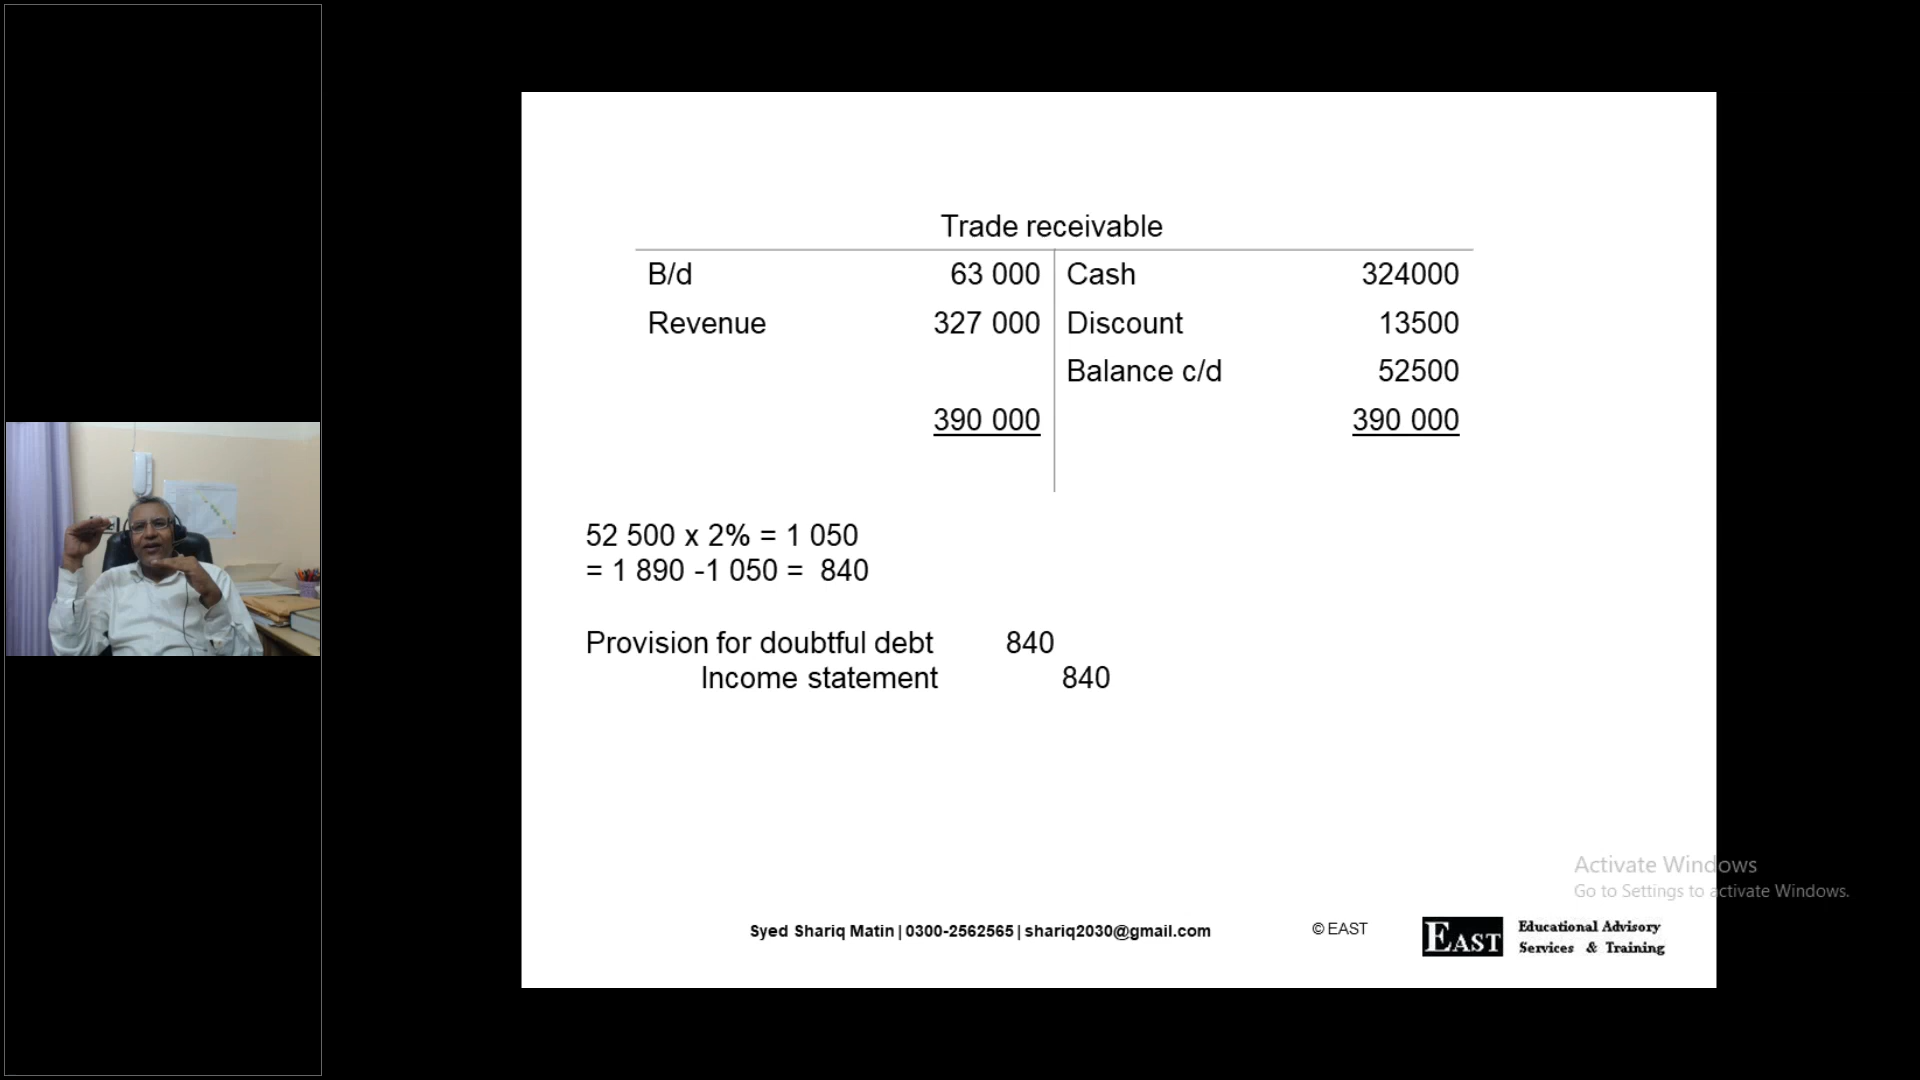 Trade receivable
B/d 63 000 Cash 324000
Revenue 327 000 Discount 13500
Balance c/d 52500
390 000 390 000
52 500 x 2% = 1 050
= 1 890 -1 050 = 840
Provision for doubtful debt 840
Income statement 840
Activate Windows
Go to Settings to activate Windows.
Syed Shariq Matin | 0300-2562565 | shariq2030@gmail.com
© EAST
EAST
Educational Advisory
Services & Training